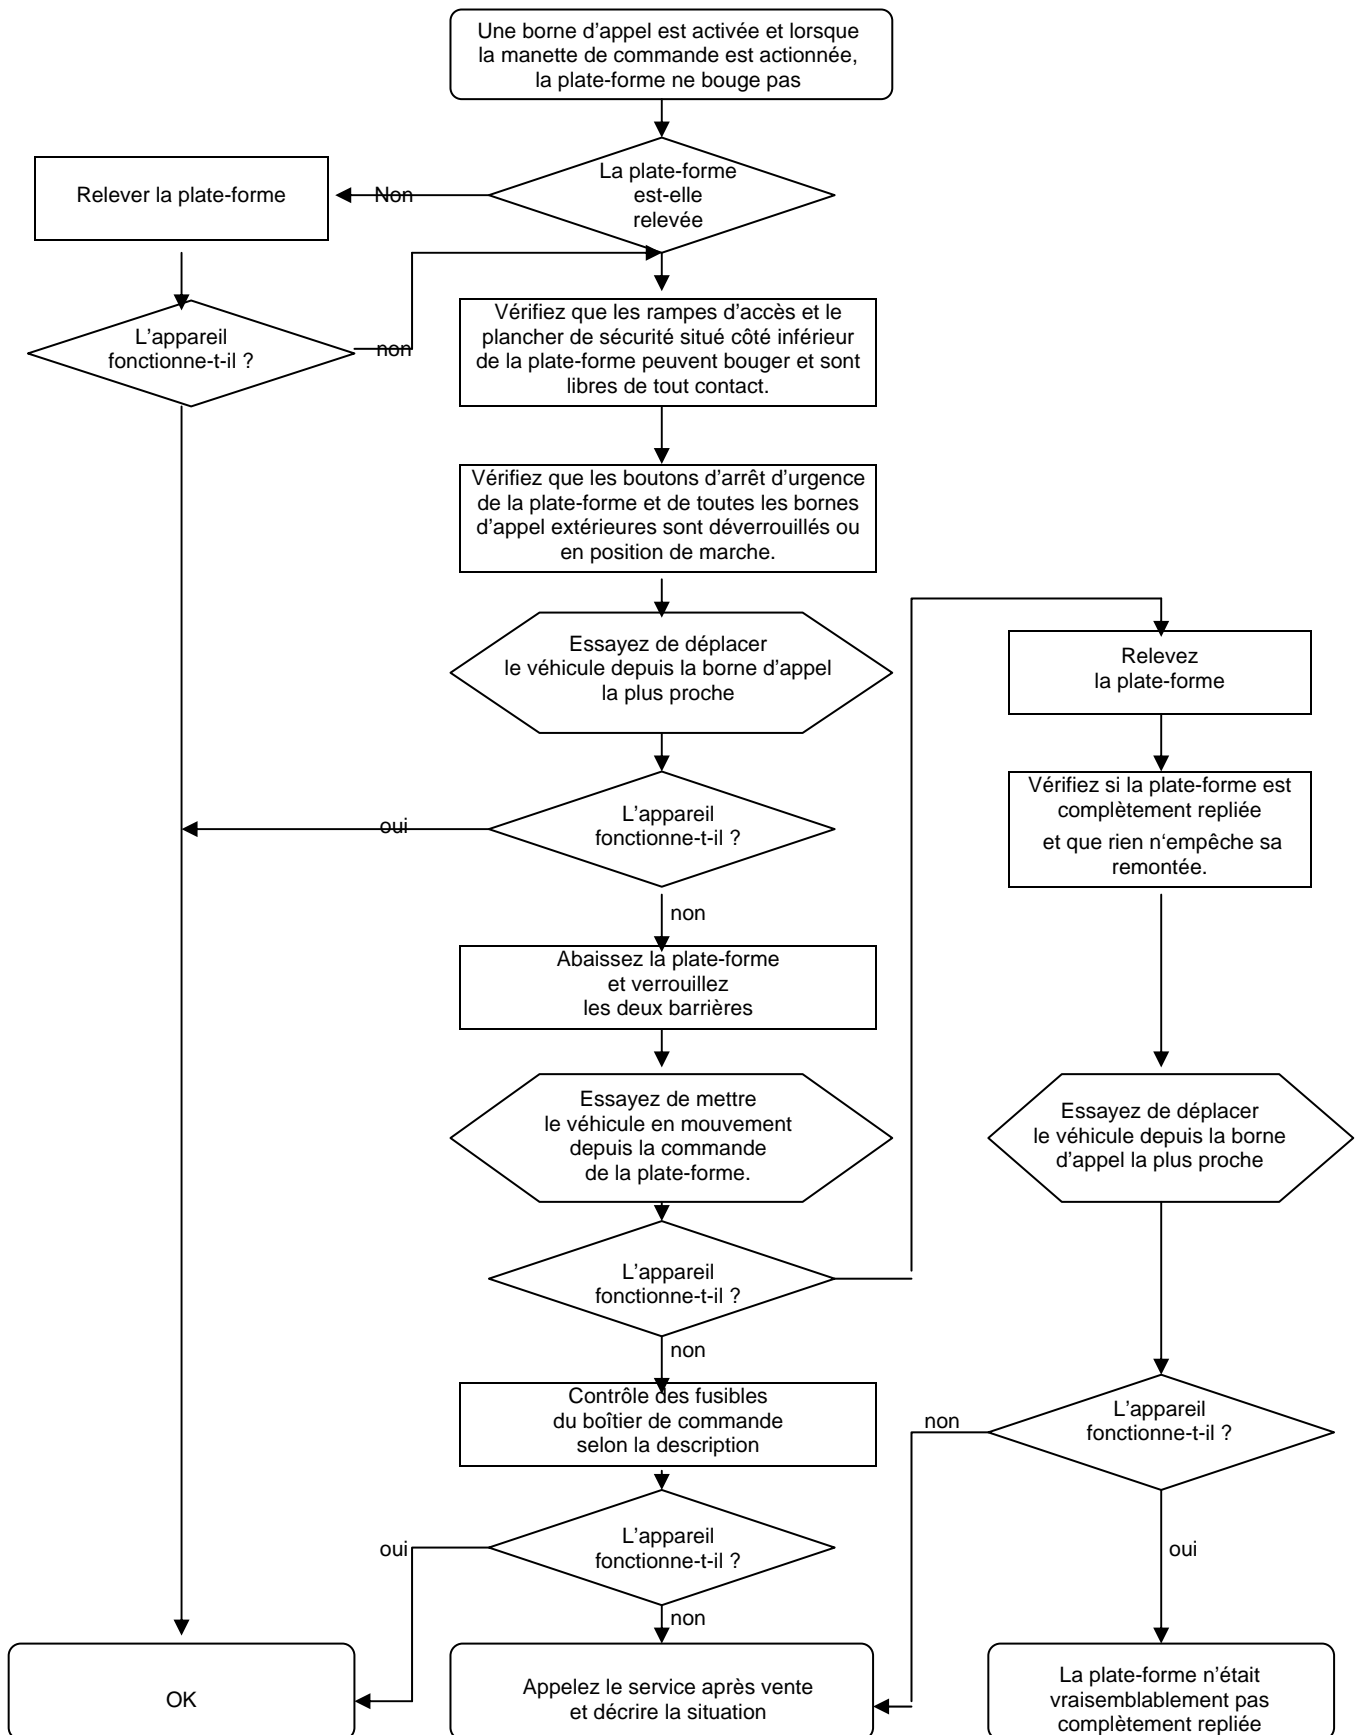 Une borne d’appel est activée et lorsque
la manette de commande est actionnée,
la plate-forme ne bouge pas
La plate-forme
est-elle
relevée
Non
Relever la plate-forme
L’appareil
fonctionne-t-il ?
non
Vérifiez que les rampes d’accès et le
plancher de sécurité situé côté inférieur
de la plate-forme peuvent bouger et sont
libres de tout contact.
Vérifiez que les boutons d’arrêt d’urgence
de la plate-forme et de toutes les bornes
d’appel extérieures sont déverrouillés ou
en position de marche.
Essayez de déplacer
le véhicule depuis la borne d’appel
la plus proche
L’appareil
fonctionne-t-il ?
oui
non
Abaissez la plate-forme
et verrouillez
les deux barrières
Essayez de mettre
le véhicule en mouvement
depuis la commande
de la plate-forme.
L’appareil
fonctionne-t-il ?
non
Contrôle des fusibles
du boîtier de commande
selon la description
L’appareil
fonctionne-t-il ?
oui
non
OK
Appelez le service après vente
et décrire la situation
Relevez
la plate-forme
Vérifiez si la plate-forme est
complètement repliée
et que rien n‘empêche sa
remontée.
Essayez de déplacer
le véhicule depuis la borne
d’appel la plus proche
L’appareil
fonctionne-t-il ?
non
oui
La plate-forme n’était
vraisemblablement pas
complètement repliée